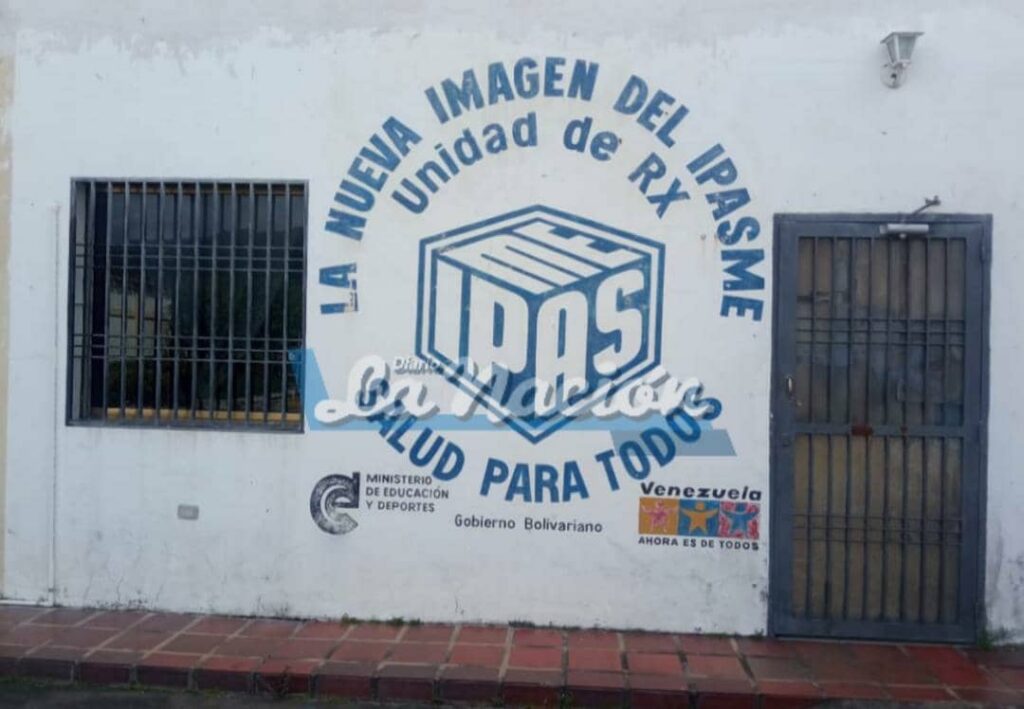 LA NUEVA IMAGEN DEL IPASME
Unidad de RX
ME
IPAS
Diario
La Nación
SALUD PARA TODOS
MINISTERIO
DE EDUCACIÓN
Y DEPORTES
Gobierno Bolivariano
Venezuela
AHORA ES DE TODOS